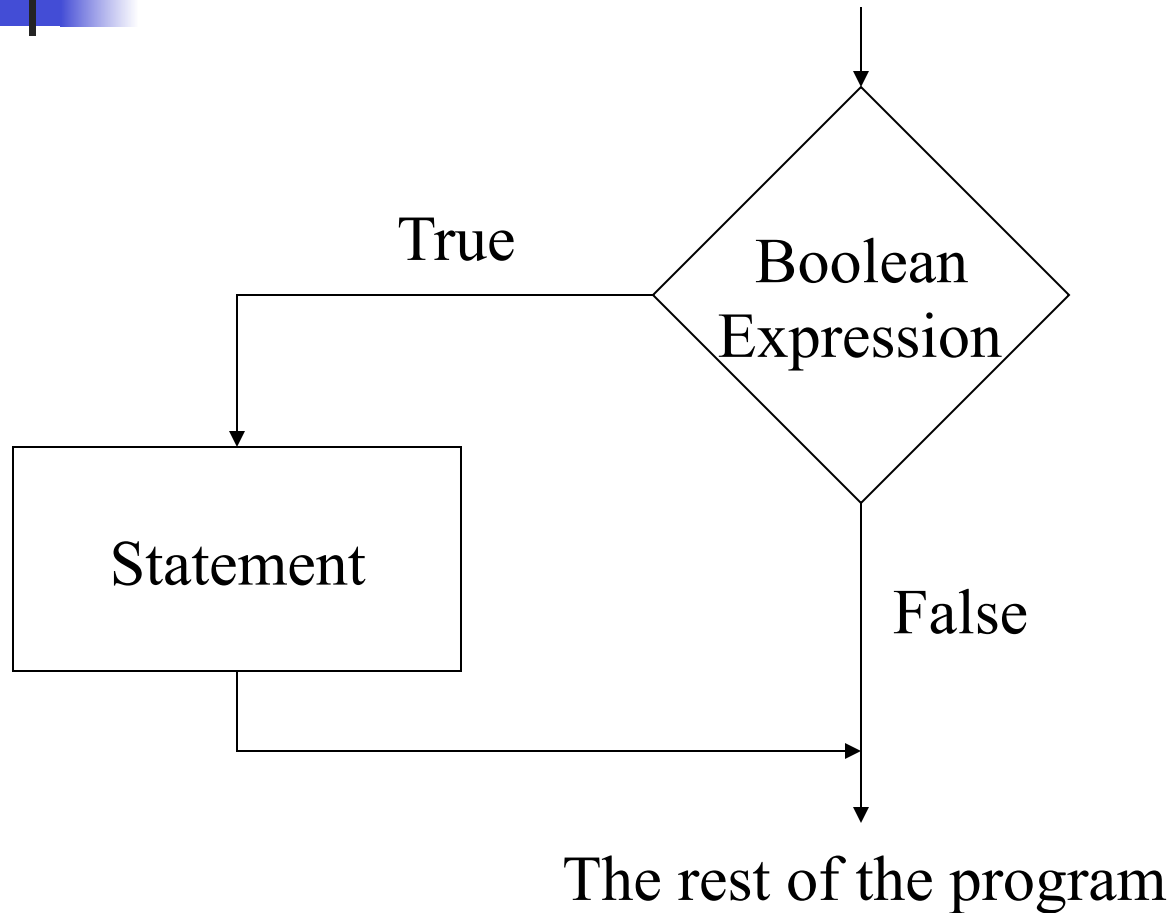 True
Boolean
Expression
Statement
False
The rest of the program